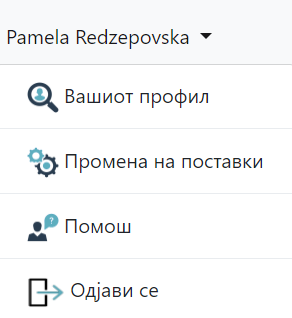 Pamela Redzepovska
Вашиот профил
Промена на поставки
Помош
Одјави се